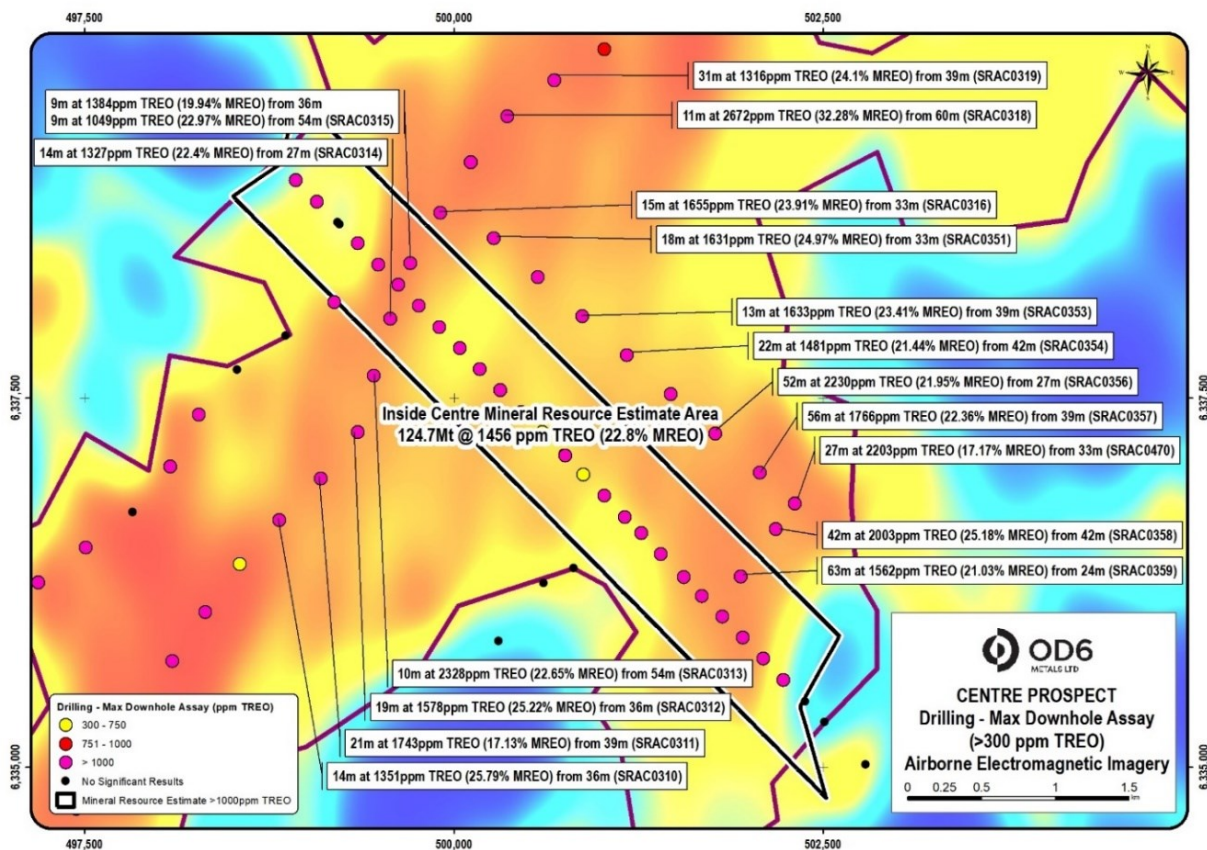 497,500
500,000
502,500
N
31m at 1316ppm TREO (24.1% MREO) from 39m (SRAC0319)
9m at 1384ppm TREO (19.94% MREO) from 36m
9m at 1049ppm TREO (22.97% MREO) from 54m (SRAC0315)
11m at 2672ppm TREO (32.28% MREO) from 60m (SRAC0318)
14m at 1327ppm TREO (22.4% MREO) from 27m (SRAC0314)
15m at 1655ppm TREO (23.91% MREO) from 33m (SRAC0316)
18m at 1631ppm TREO (24.97% MREO) from 33m (SRAC0351)
13m at 1633ppm TREO (23.41% MREO) from 39m (SRAC0353)
22m at 1481ppm TREO (21.44% MREO) from 42m (SRAC0354)
52m at 2230ppm TREO (21.95% MREO) from 27m (SRAC0356)
6,337,500
6,337,500
Inside Centre Mineral Resource Estimate Area
124.7Mt @ 1456 ppm TREO (22.8% MREO)
56m at 1766ppm TREO (22.36% MREO) from 39m (SRAC0357)
27m at 2203ppm TREO (17.17% MREO) from 33m (SRAC0470)
42m at 2003ppm TREO (25.18% MREO) from 42m (SRAC0358)
63m at 1562ppm TREO (21.03% MREO) from 24m (SRAC0359)
10m at 2328ppm TREO (22.65% MREO) from 54m (SRAC0313)
19m at 1578ppm TREO (25.22% MREO) from 36m (SRAC0312)
21m at 1743ppm TREO (17.13% MREO) from 39m (SRAC0311)
14m at 1351ppm TREO (25.79% MREO) from 36m (SRAC0310)
Drilling - Max Downhole Assay (ppm TREO)
300 - 750
751 - 1000
> 1000
No Significant Results
Mineral Resource Estimate >1000ppm TREO
OD6
METALS LTD
CENTRE PROSPECT
Drilling - Max Downhole Assay
(>300 ppm TREO)
Airborne Electromagnetic Imagery
0 0.25 0.5 1 1.5
km
6,335,000
6,335,000
497,500
500,000
502,500